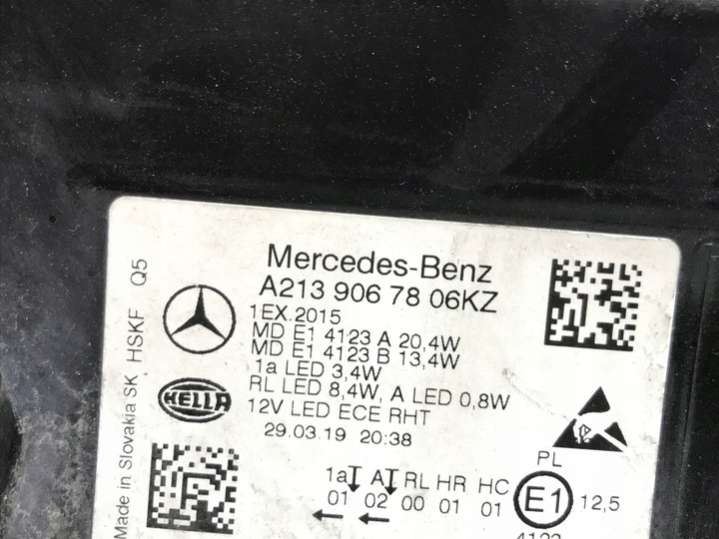 Mercedes-Benz
A213 906 78 06KZ
1EX.2015
MD E1 4123 A 20,4W
MD E1 4123 B 13,4W
1a LED 3,4W
RL LED 8,4W, A LED 0,8W
12V LED ECE RHT
29.03.19 20:38
HELLA
Made in Slovakia SK HSKF Q5
1a A RL HR HC
01 02 00 01 01
PL
E1 12,5
4123